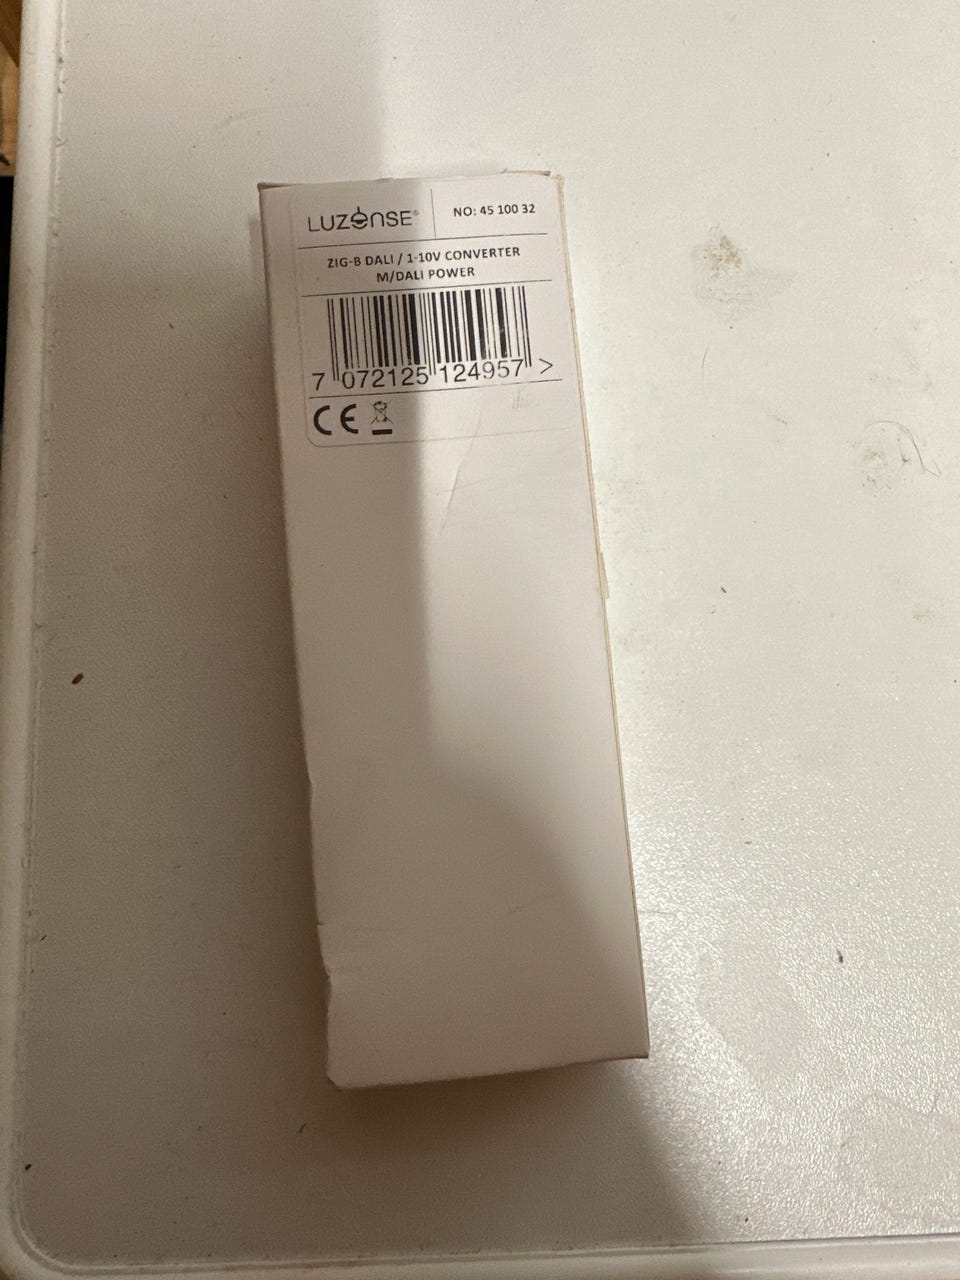 LUZENSE®
NO: 45 100 32
ZIG-B DALI / 1-10V CONVERTER
M/DALI POWER
7 072125 124957 >
CE